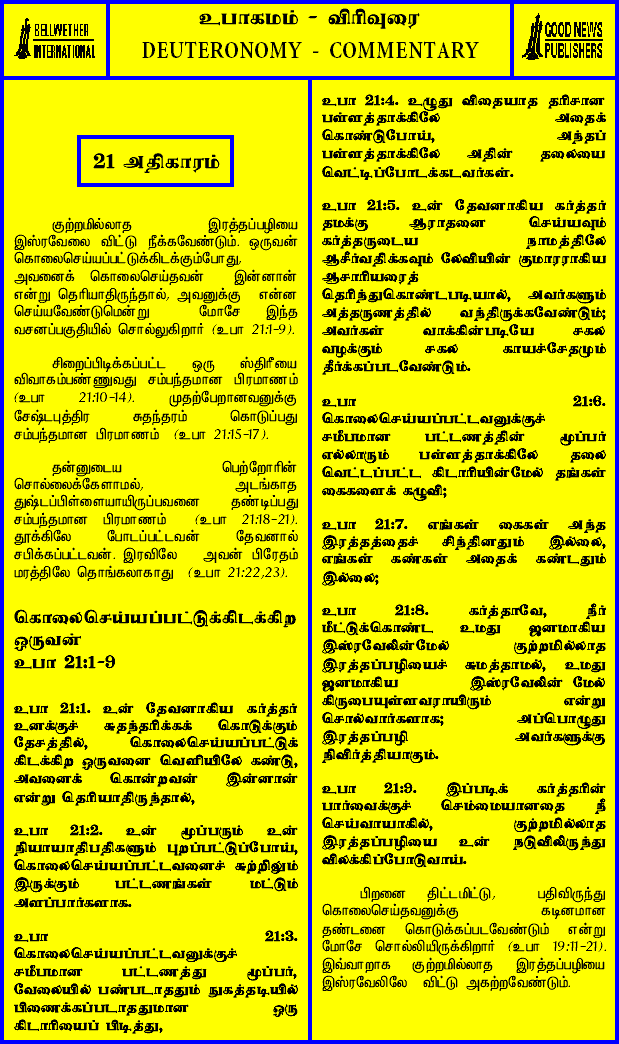 BELLWETHER
INTERNATIONAL
உபாகமம் - விரிவுரை
DEUTERONOMY - COMMENTARY
GOOD NEWS
PUBLISHERS
21 அதிகாரம்
குற்றமில்லாத இரத்தப்பழியை
இஸ்ரவேலை விட்டு நீக்கவேண்டும். ஒருவன்
கொலைசெய்யப்பட்டுக்கிடக்கும்போது,
அவனைக் கொலைசெய்தவன் இன்னான்
என்று தெரியாதிருந்தால், அவனுக்கு என்ன
செய்யவேண்டுமென்று மோசே இந்த
வசனப்பகுதியில் சொல்லுகிறார் (உபா 21:1-9).
சிறைப்பிடிக்கப்பட்ட ஒரு ஸ்திரீயை
விவாகம்பண்ணுவது சம்பந்தமான பிரமாணம்
(உபா 21:10-14). முதற்பேறானவனுக்கு
சேஷ்டபுத்திர சுதந்தரம் கொடுப்பது
சம்பந்தமான பிரமாணம் (உபா 21:15-17).
தன்னுடைய பெற்றோரின்
சொல்லைக்கேளாமல், அடங்காத
துஷ்டப்பிள்ளையாயிருப்பவனை தண்டிப்பது
சம்பந்தமான பிரமாணம் (உபா 21:18-21).
தூக்கிலே போடப்பட்டவன் தேவனால்
சபிக்கப்பட்டவன். இரவிலே அவன் பிரேதம்
மரத்திலே தொங்கலாகாது (உபா 21:22,23).
கொலைசெய்யப்பட்டுக்கிடக்கிற
ஒருவன்
உபா 21:1-9
உபா 21:1. உன் தேவனாகிய கர்த்தர்
உனக்குச் சுதந்தரிக்கக் கொடுக்கும்
தேசத்தில், கொலைசெய்யப்பட்டுக்
கிடக்கிற ஒருவனை வெளியிலே கண்டு,
அவனைக் கொன்றவன் இன்னான்
என்று தெரியாதிருந்தால்,
உபா 21:2. உன் மூப்பரும் உன்
நியாயாதிபதிகளும் புறப்பட்டுப்போய்,
கொலைசெய்யப்பட்டவனைச் சுற்றிலும்
இருக்கும் பட்டணங்கள் மட்டும்
அளப்பார்களாக.
உபா 21:3.
கொலைசெய்யப்பட்டவனுக்குச்
சமீபமான பட்டணத்து மூப்பர்,
வேலையில் பண்படாததும் நுகத்தடியில்
பிணைக்கப்படாததுமான ஒரு
கிடாரியைப் பிடித்து,
உபா 21:4. உழுது விதையாத தரிசான
பள்ளத்தாக்கிலே அதைக்
கொண்டுபோய், அந்தப்
பள்ளத்தாக்கிலே அதின் தலையை
வெட்டிப்போடக்கடவர்கள்.
உபா 21:5. உன் தேவனாகிய கர்த்தர்
தமக்கு ஆராதனை செய்யவும்
கர்த்தருடைய நாமத்திலே
ஆசீர்வதிக்கவும் லேவியின் குமாரராகிய
ஆசாரியரைத்
தெரிந்துகொண்டபடியால், அவர்களும்
அத்தருணத்தில் வந்திருக்கவேண்டும்;
அவர்கள் வாக்கின்படியே சகல
வழக்கும் சகல காயச்சேதமும்
தீர்க்கப்படவேண்டும்.
உபா 21:6.
கொலைசெய்யப்பட்டவனுக்குச்
சமீபமான பட்டணத்தின் மூப்பர்
எல்லாரும் பள்ளத்தாக்கிலே தலை
வெட்டப்பட்ட கிடாரியின்மேல் தங்கள்
கைகளைக் கழுவி;
உபா 21:7. எங்கள் கைகள் அந்த
இரத்தத்தைச் சிந்தினதும் இல்லை,
எங்கள் கண்கள் அதைக் கண்டதும்
இல்லை;
உபா 21:8. கர்த்தாவே, நீர்
மீட்டுக்கொண்ட உமது ஜனமாகிய
இஸ்ரவேலின்மேல் குற்றமில்லாத
இரத்தப்பழியைச் சுமத்தாமல், உமது
ஜனமாகிய இஸ்ரவேலின் மேல்
கிருபையுள்ளவராயிரும் என்று
சொல்வார்களாக; அப்பொழுது
இரத்தப்பழி அவர்களுக்கு
நிவிர்த்தியாகும்.
உபா 21:9. இப்படிக் கர்த்தரின்
பார்வைக்குச் செம்மையானதை நீ
செய்வாயாகில், குற்றமில்லாத
இரத்தப்பழியை உன் நடுவிலிருந்து
விலக்கிப்போடுவாய்.
பிறனை திட்டமிட்டு, பதிவிருந்து
கொலைசெய்தவனுக்கு கடினமான
தண்டனை கொடுக்கப்படவேண்டும் என்று
மோசே சொல்லியிருக்கிறார் (உபா 19:11-21).
இவ்வாறாக குற்றமில்லாத இரத்தப்பழியை
இஸ்ரவேலிலே விட்டு அகற்றவேண்டும்.